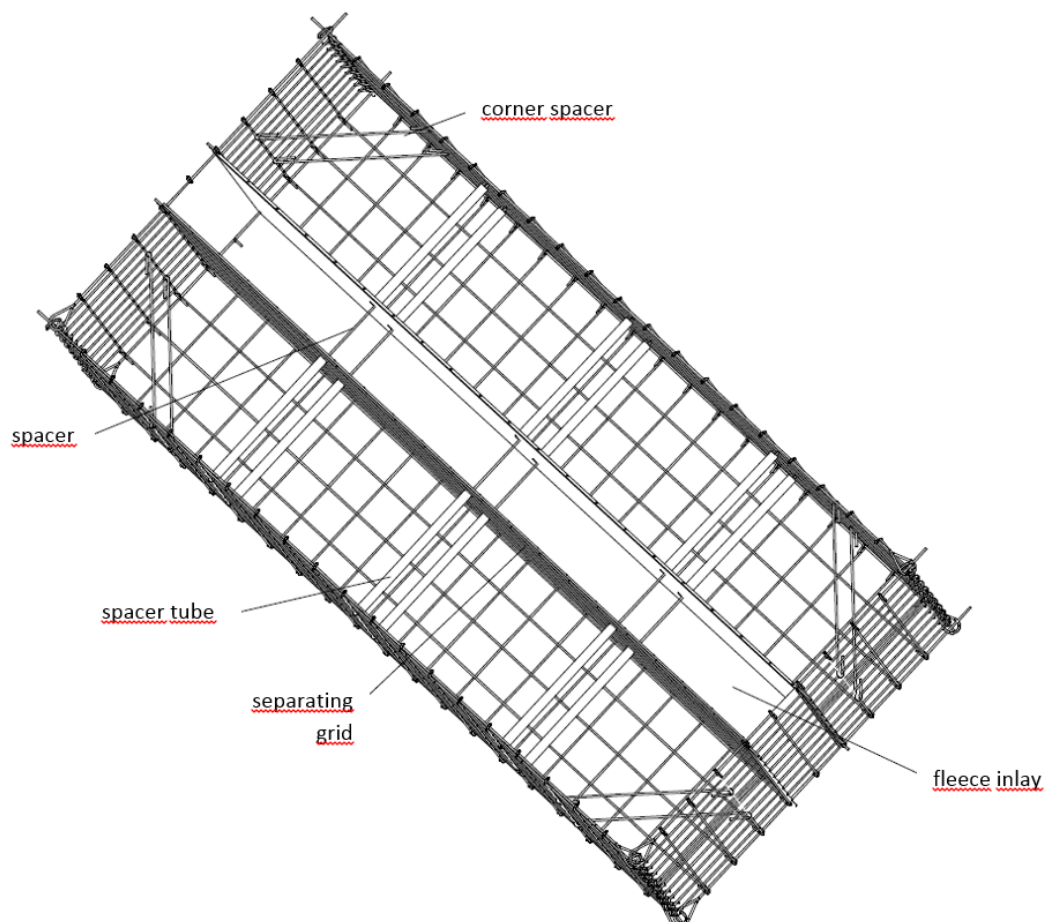 corner spacer
spacer
spacer tube
separating
grid
fleece inlay